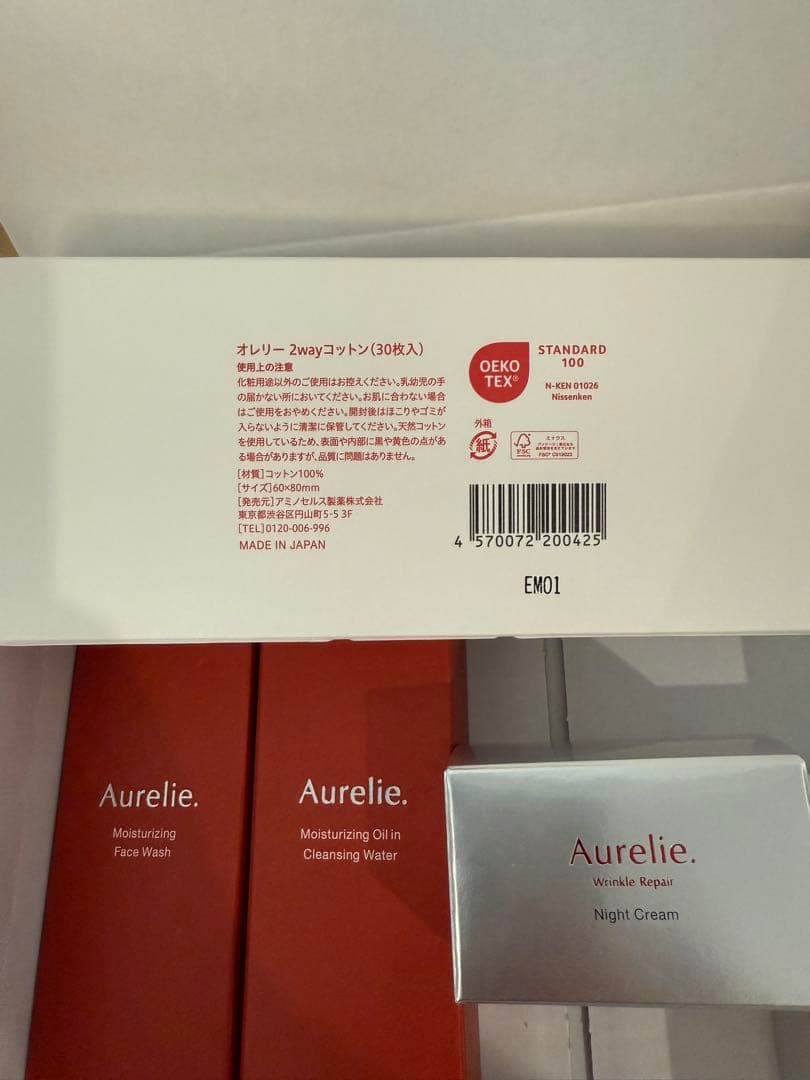 オレリー 2wayコットン(30枚入)
使用上の注意
化粧用途以外のご使用はお控えください。乳幼児の手
の届かない所においてください。お肌に合わない場合
はご使用をおやめください。開封後はほこりやゴミが
入らないように清潔に保管してください。天然コットン
を使用しているため、表面や内部に黒や黄色の点があ
る場合がありますが、品質に問題はありません。
[材質]コットン100%
[サイズ]60×80mm
[発売元]アミノセルス製薬株式会社
東京都渋谷区円山町5-5 3F
[TEL]0120-006-996
MADE IN JAPAN
OEKO
TEX®
STANDARD
100
N-KEN 01026
Nissenken
外箱
紙
FSC
ミックス
FSC® C019023
4 570072 200425
EM01
Aurelie.
Moisturizing
Face Wash
Aurelie.
Moisturizing Oil in
Cleansing Water
Aurelie.
Wrinkle Repair
Night Cream